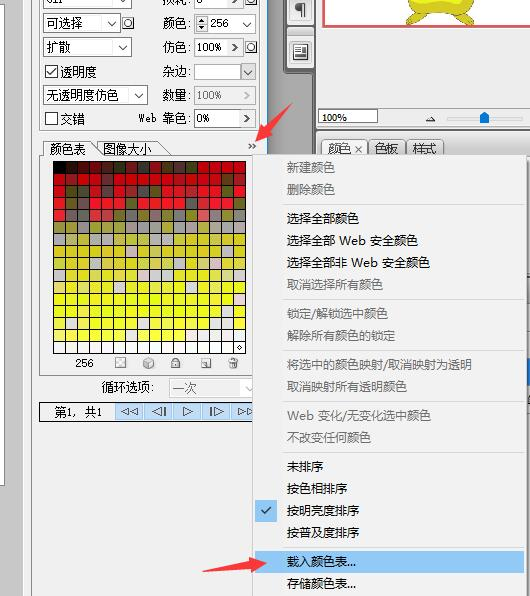 可选择 颜色: 256
扩散 仿色: 100%
透明度 杂边:
无透明度仿色 数量: 100%
交错 Web 靠色: 0%
颜色表 图像大小
256
循环选项: 一次
第1, 共1
100%
颜色 × 色板 样式
新建颜色
删除颜色
选择全部颜色
选择全部 Web 安全颜色
选择全部非 Web 安全颜色
取消选择所有颜色
锁定/解锁选中颜色
解除所有颜色的锁定
将选中的颜色映射/取消映射为透明
取消映射所有透明颜色
Web 变化/无变化选中颜色
不改变任何颜色
未排序
按色相排序
按明亮度排序
按普及度排序
载入颜色表...
存储颜色表...